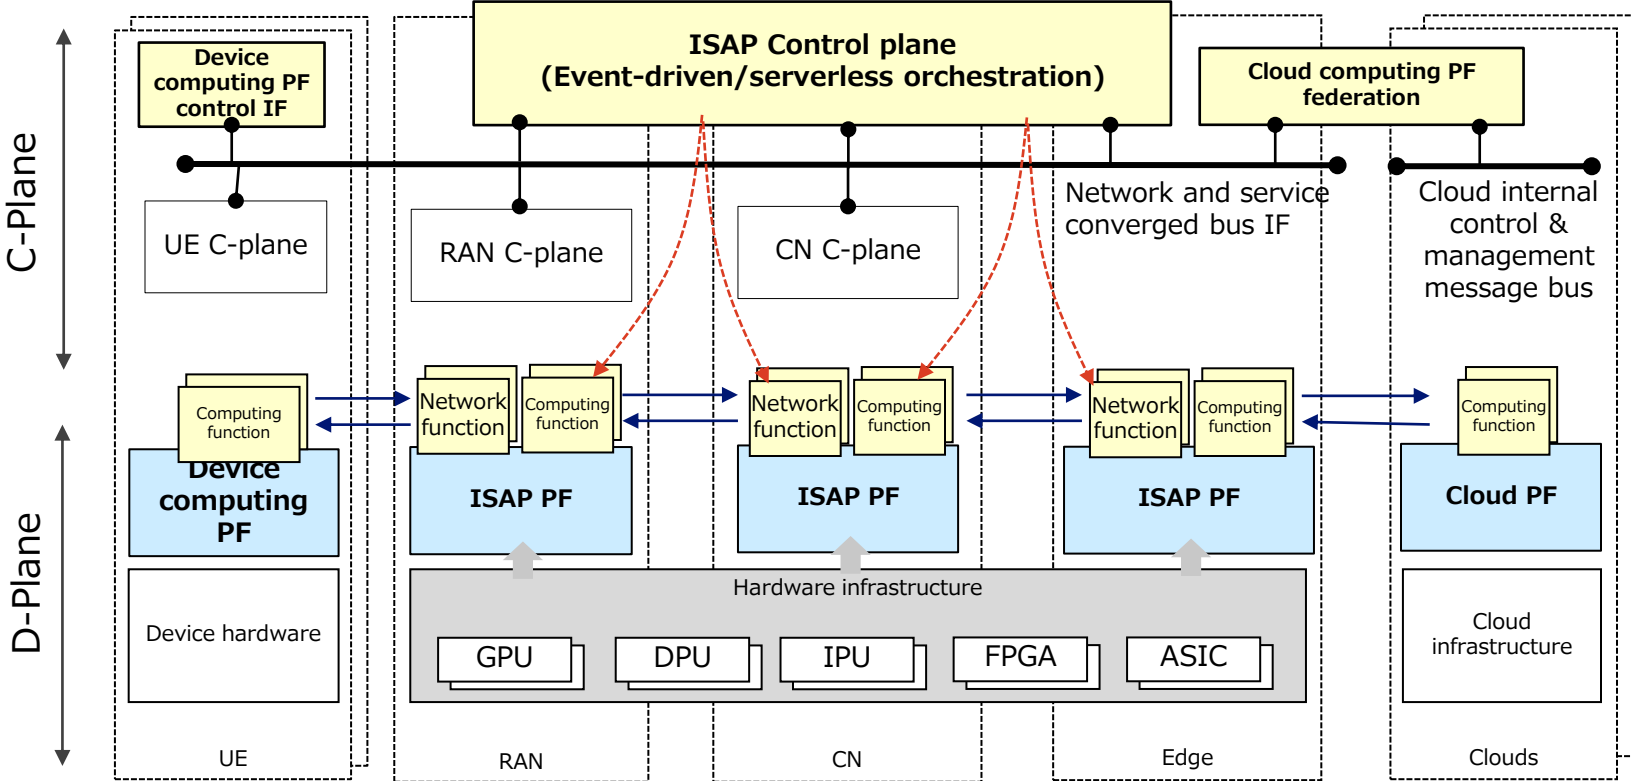 ISAP Control plane
(Event-driven/serverless orchestration)
Device
computing PF
control IF
Cloud computing PF
federation
C-Plane
UE C-plane
RAN C-plane
CN C-plane
Network and service
converged bus IF
Cloud internal
control &
management
message bus
Computing
function
Network
function
Computing
function
Network
function
Computing
function
Network
function
Computing
function
Computing
function
D-Plane
Device
computing
PF
ISAP PF
ISAP PF
ISAP PF
Cloud PF
Hardware infrastructure
Device hardware
GPU
DPU
IPU
FPGA
ASIC
Cloud
infrastructure
UE
RAN
CN
Edge
Clouds